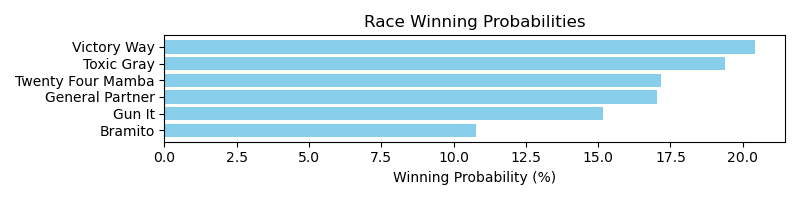 Race Winning Probabilities
Victory Way
Toxic Gray
Twenty Four Mamba
General Partner
Gun It
Bramito
0.0 2.5 5.0 7.5 10.0 12.5 15.0 17.5 20.0
Winning Probability (%)